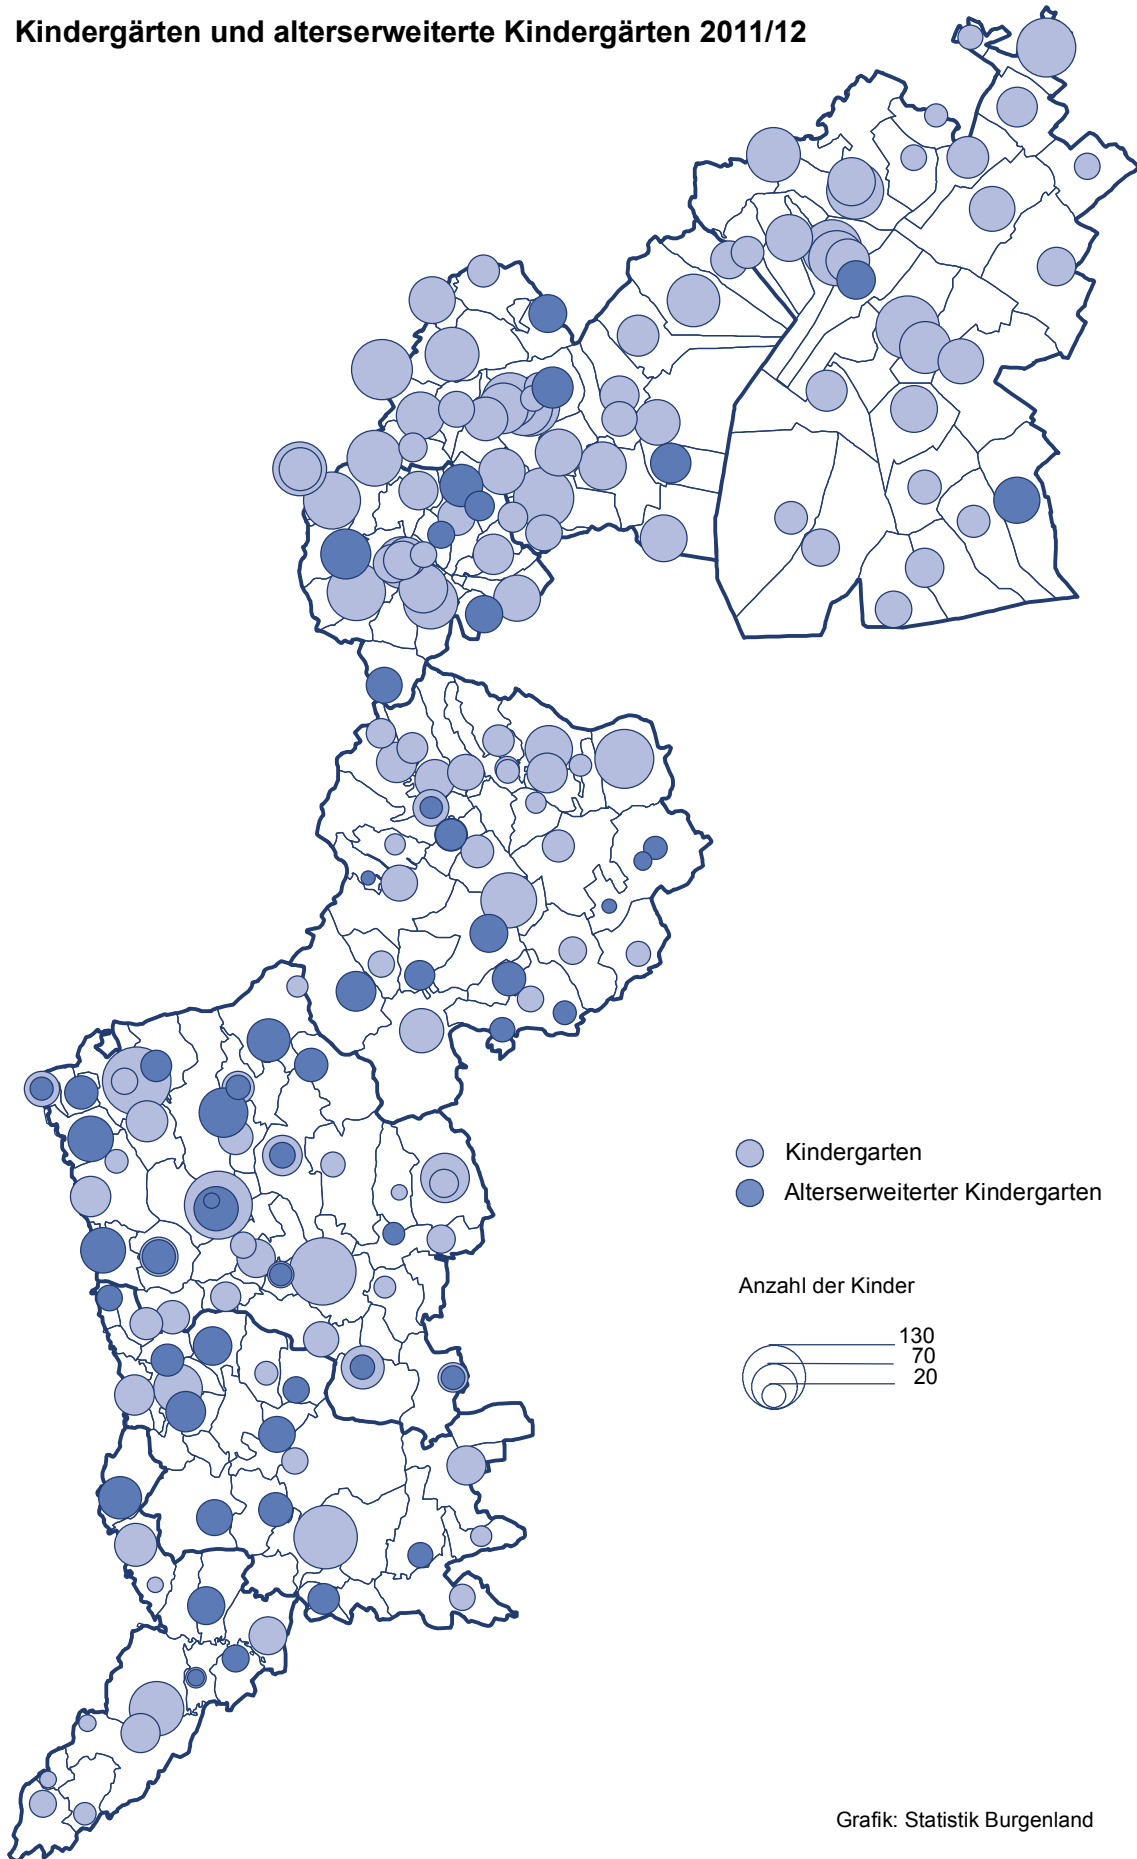 Kindergärten und alterserweiterte Kindergärten 2011/12
Kindergarten
Alterserweiterter Kindergarten
Anzahl der Kinder
130
70
20
Grafik: Statistik Burgenland